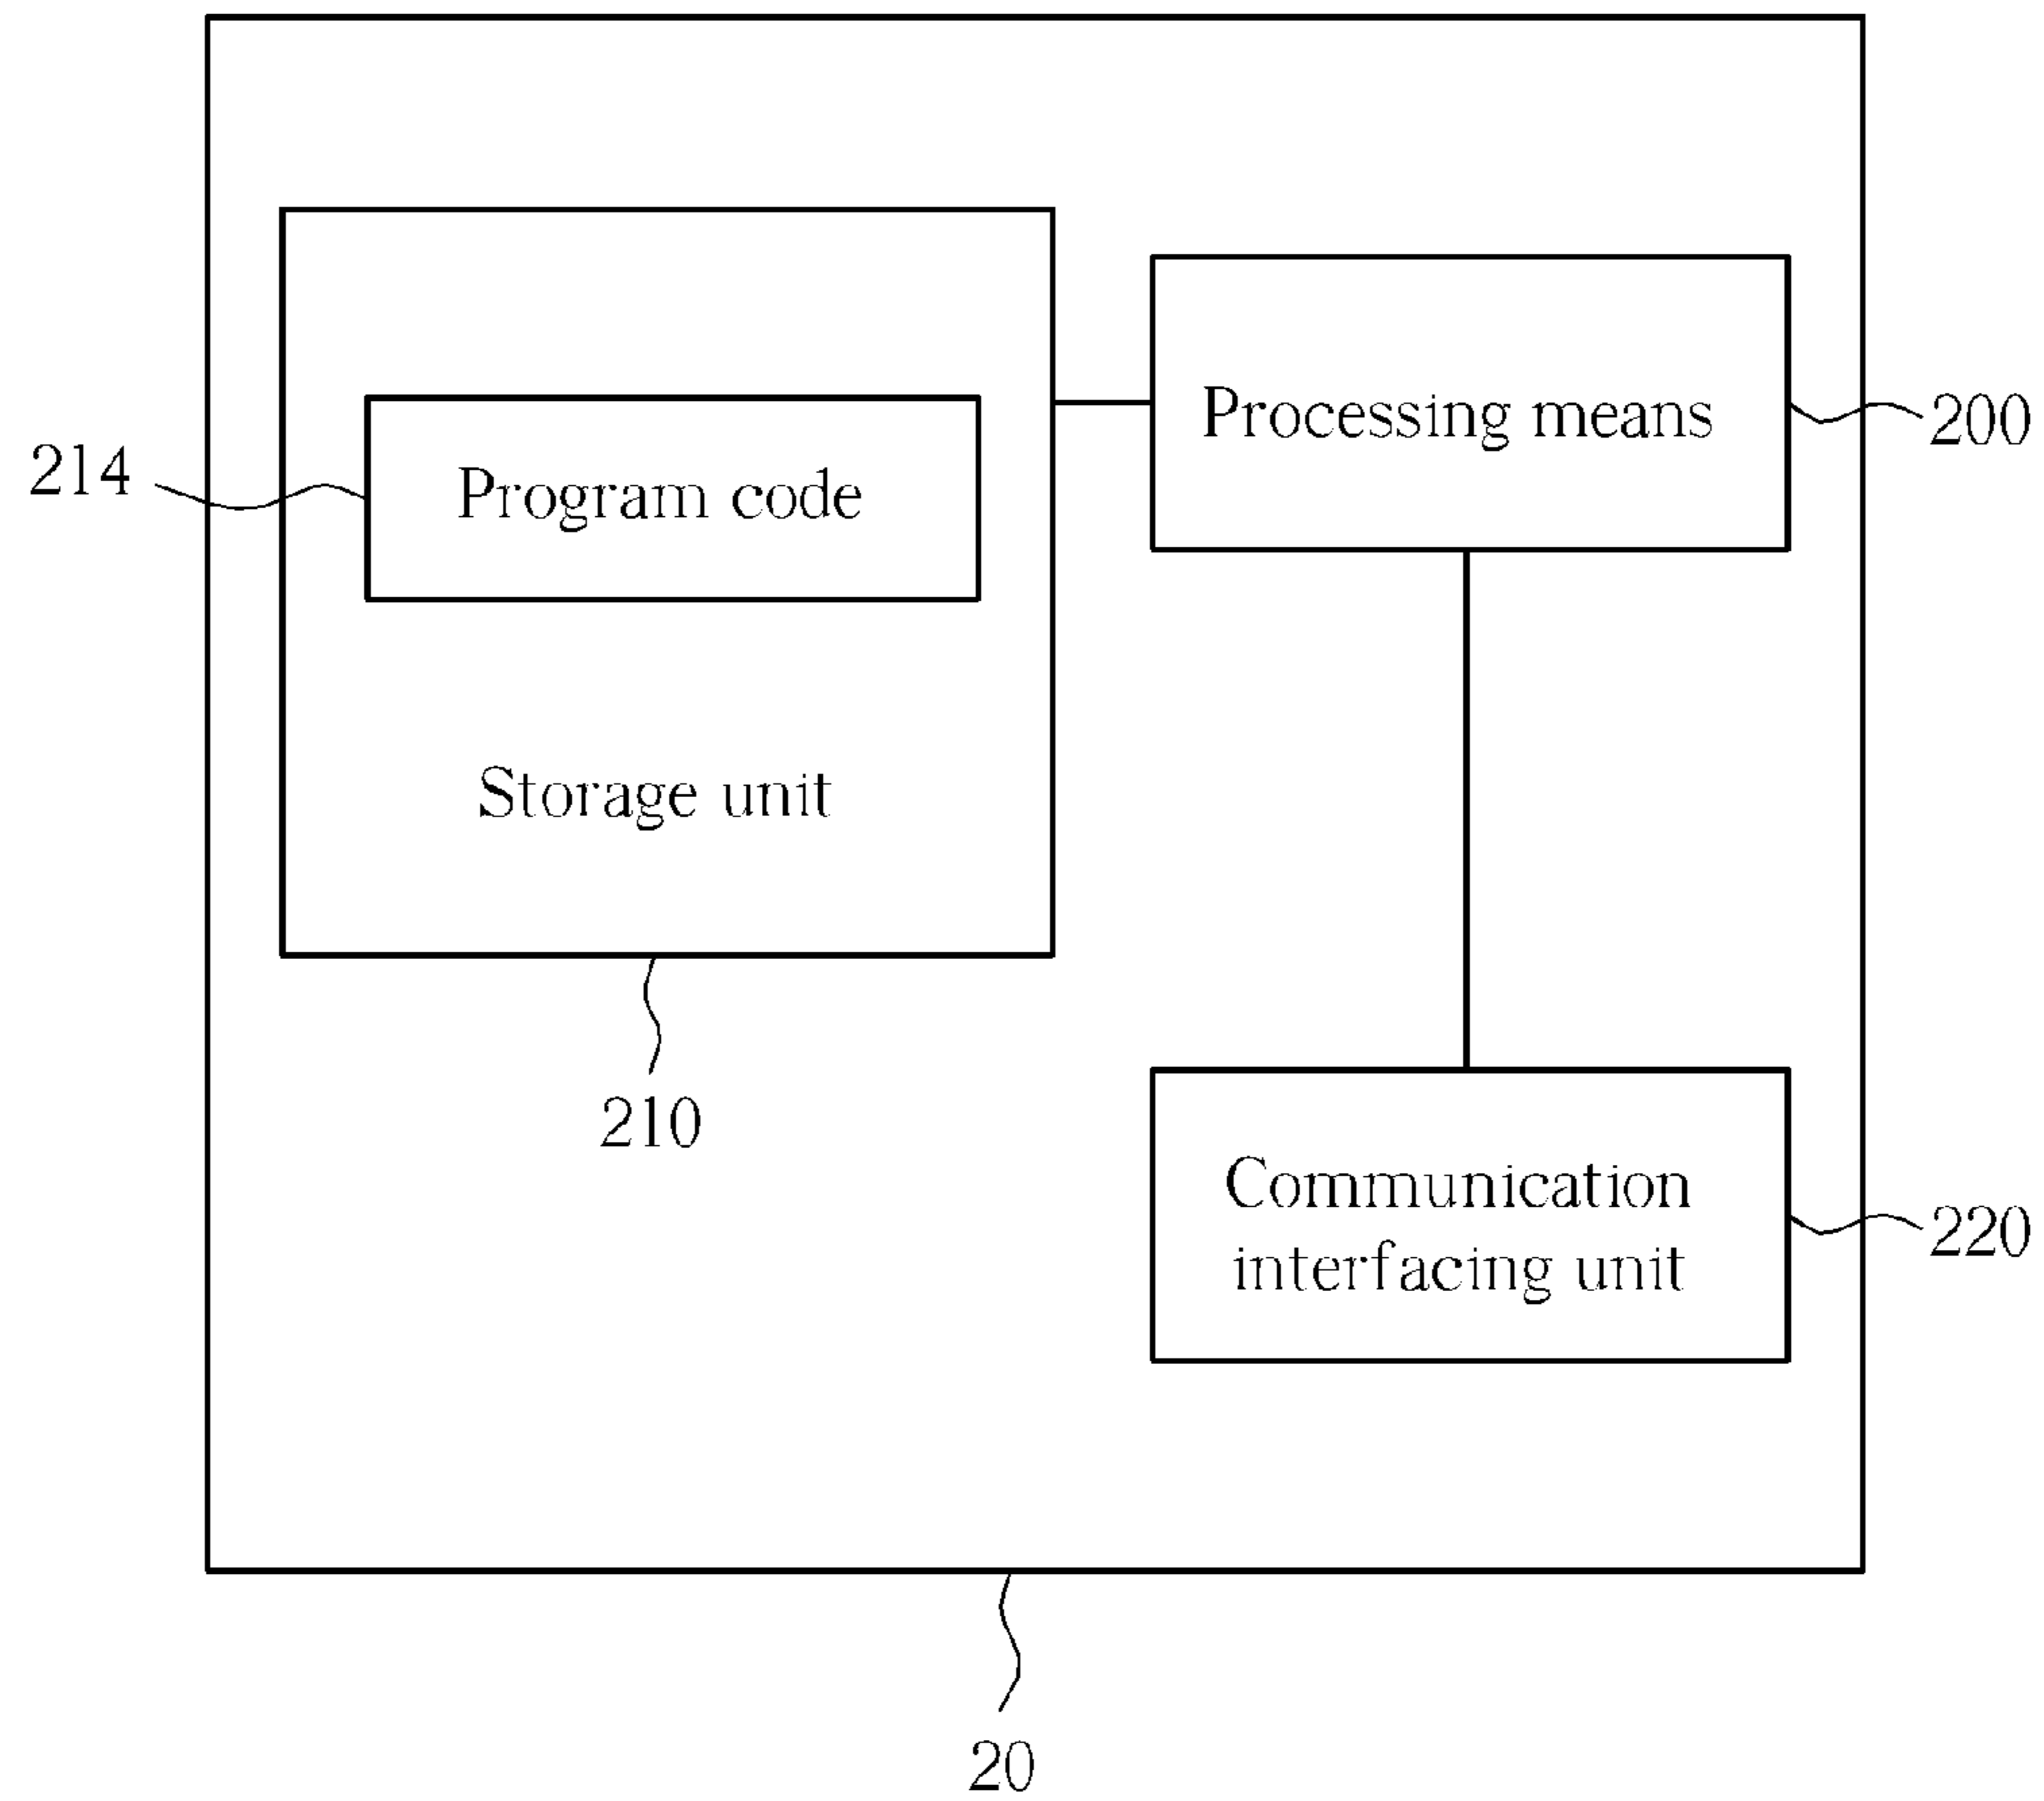 Processing means
200
214
Program code
Storage unit
210
Communication
interfacing unit
220
20